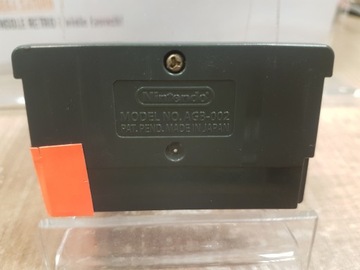 Nintendo
MODEL NO. AGB-002
PAT. PEND. MADE IN JAPAN